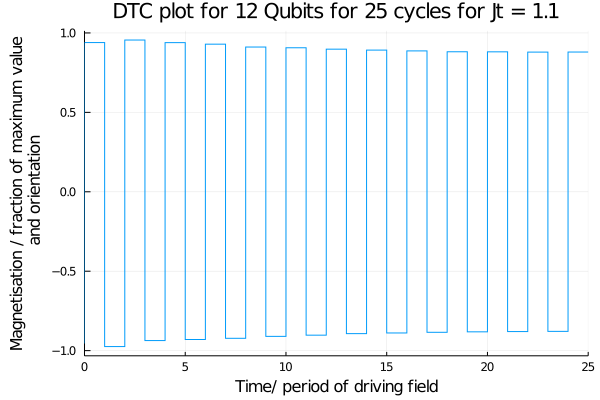 DTC plot for 12 Qubits for 25 cycles for Jt = 1.1
Magnetisation / fraction of maximum value
and orientation
1.0
0.5
0.0
−0.5
−1.0
0 5 10 15 20 25
Time/ period of driving field